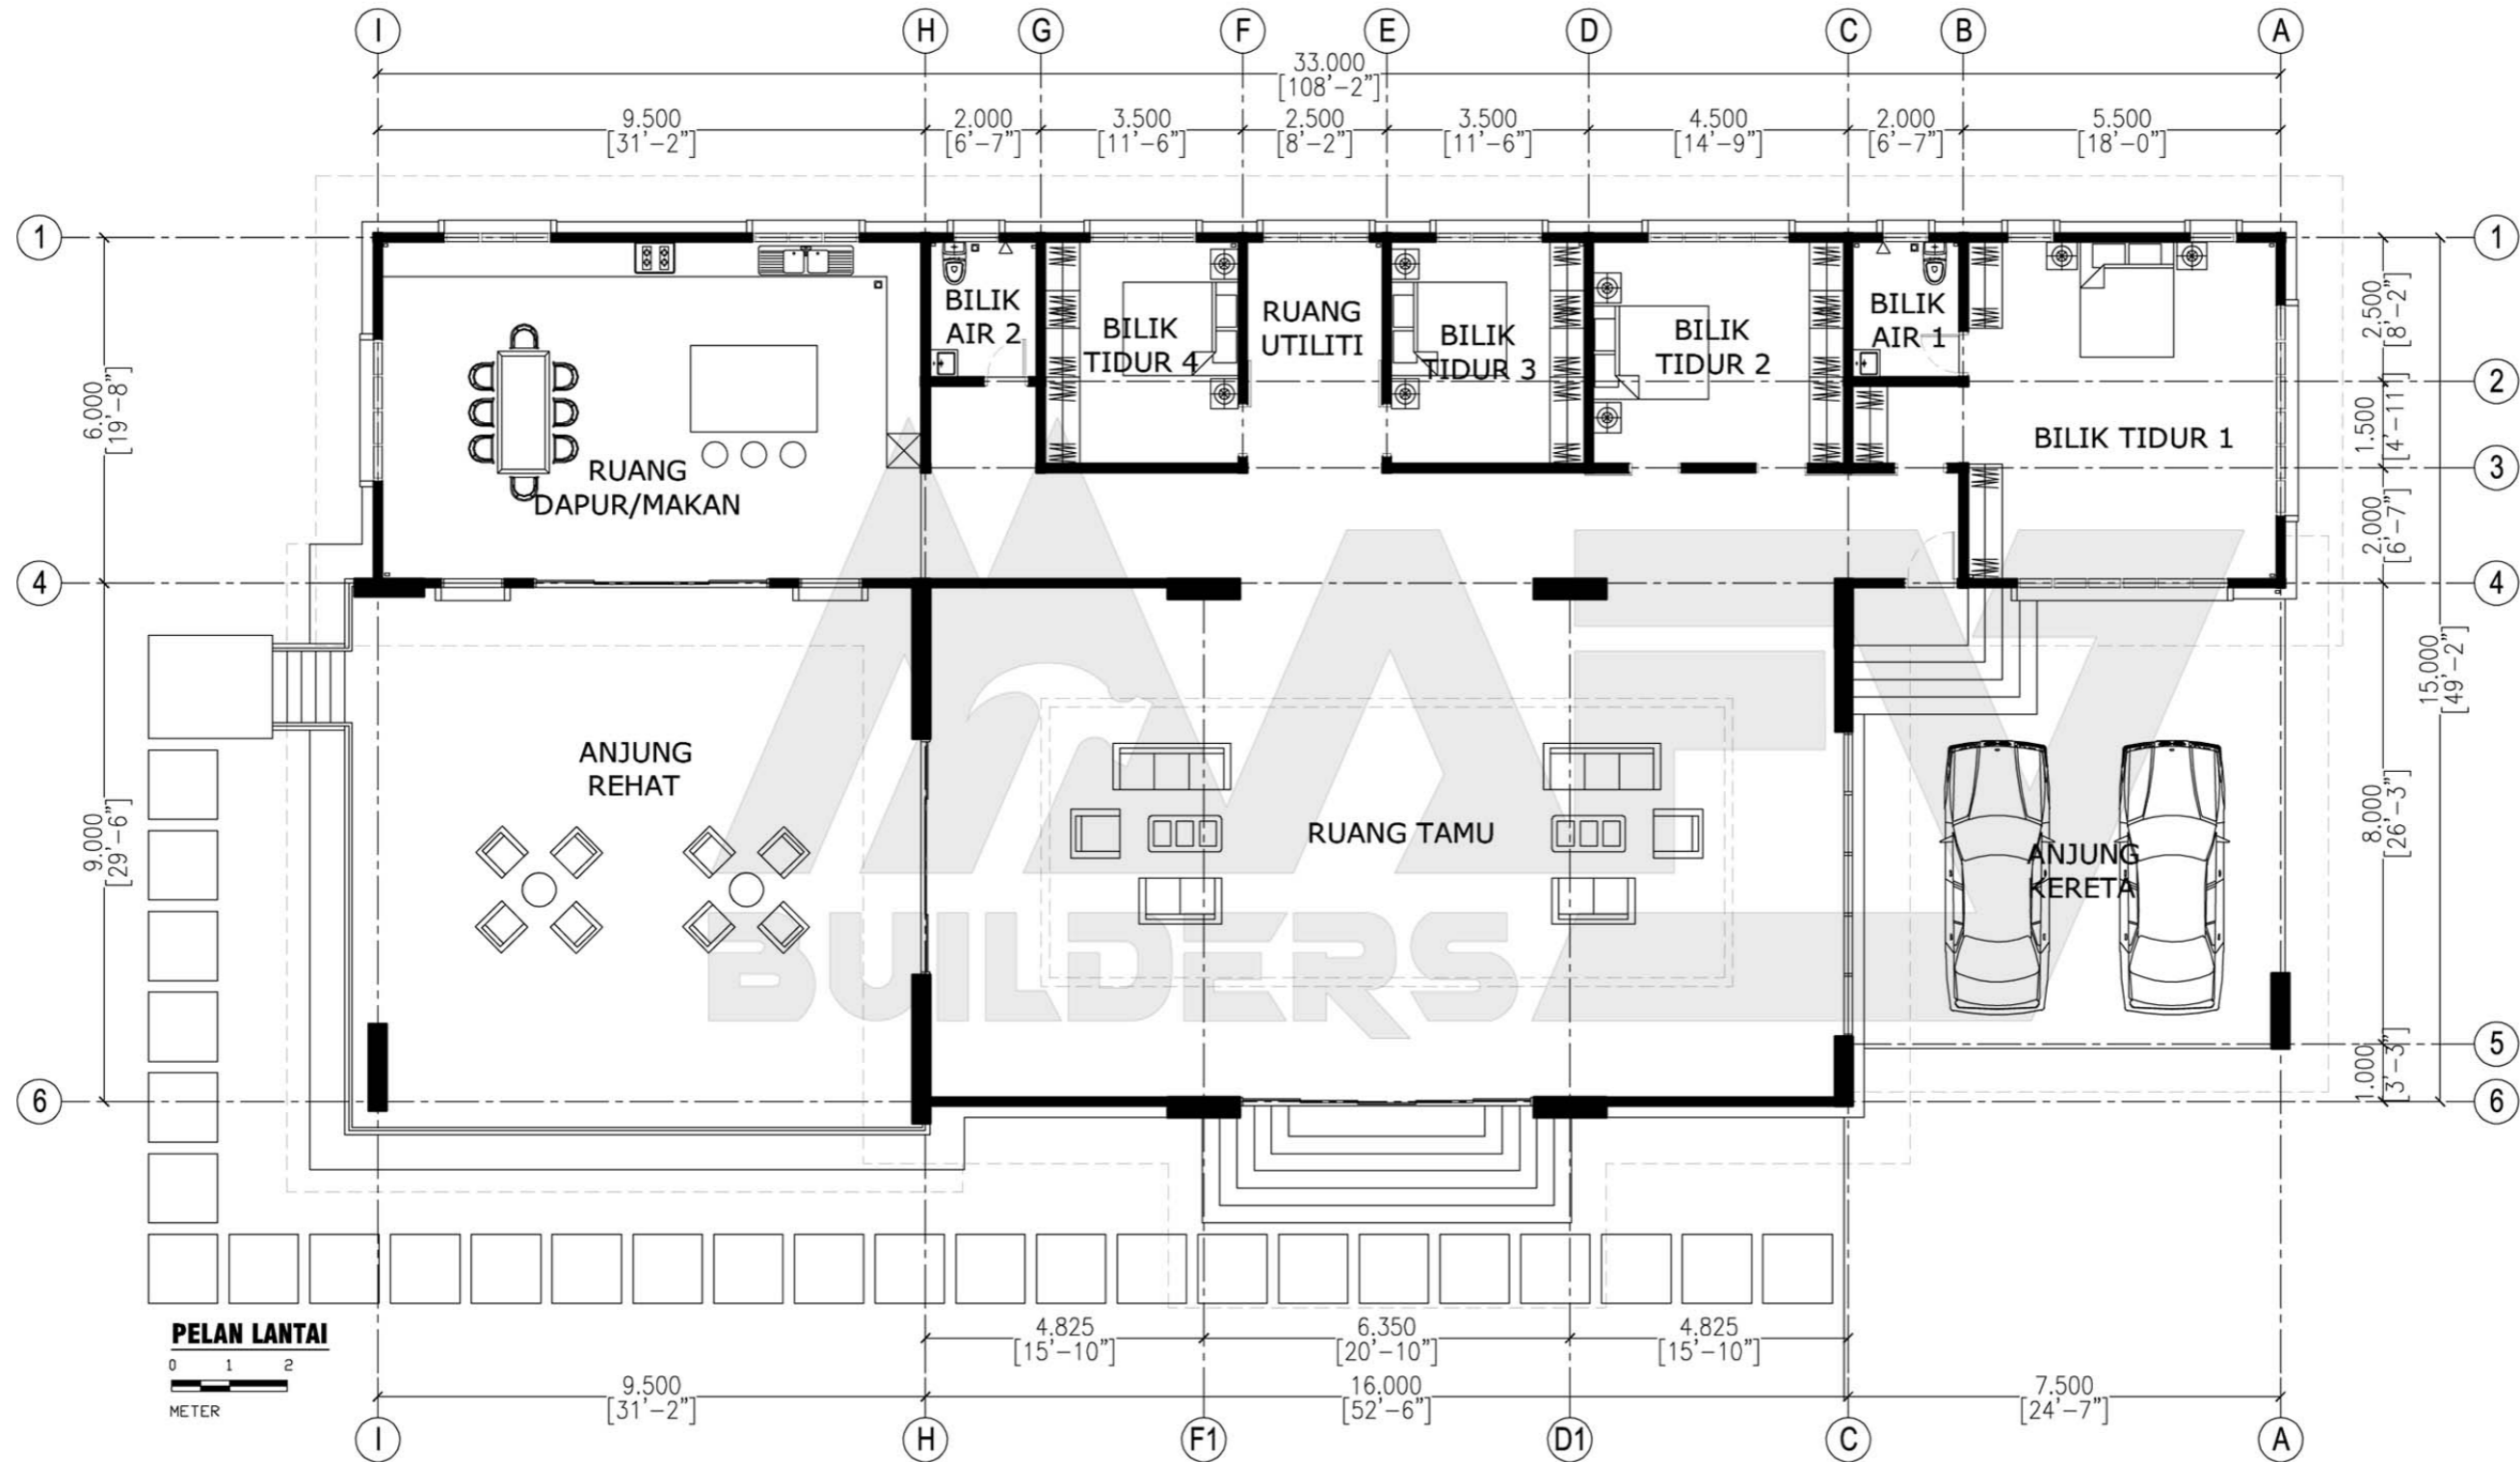 I H G F E D C B A
33.000
[108'-2"]
9.500 2.000 3.500 2.500 3.500 4.500 2.000 5.500
[31'-2"] [6'-7"] [11'-6"] [8'-2"] [11'-6"] [14'-9"] [6'-7"] [18'-0"]
1 1
BILIK
AIR 2
BILIK
TIDUR 4
RUANG
UTILITI
BILIK
TIDUR 3
BILIK
TIDUR 2
BILIK
AIR 1
BILIK TIDUR 1
RUANG
DAPUR/MAKAN
6.000
[19'-8"]
2.500
[8'-2"]
2
1.500
[4'-11"]
3
2.000
[6'-7"]
4 4
15.000
[49'-2"]
ANJUNG
REHAT
RUANG TAMU
ANJUNG
KERETA
9.000
[29'-6"]
8.000
[26'-3"]
BUILDERS
5
1.000
[3'-3"]
6 6
PELAN LANTAI
0 1 2
METER
4.825 6.350 4.825
[15'-10"] [20'-10"] [15'-10"]
9.500 16.000 7.500
[31'-2"] [52'-6"] [24'-7"]
I H F1 D1 C A